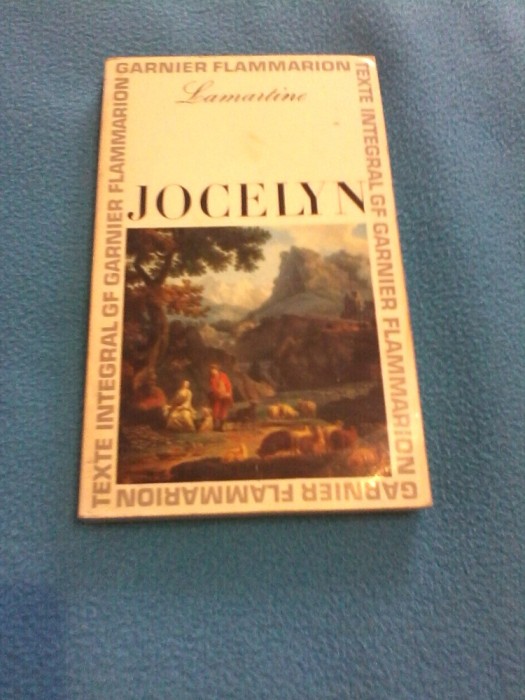 GARNIER FLAMMARION
Lamartine
JOCELYN
TEXTE INTEGRAL GF GARNIER FLAMMARION
TEXTE INTEGRAL GF GARNIER FLAMMARION
GARNIER FLAMMARION